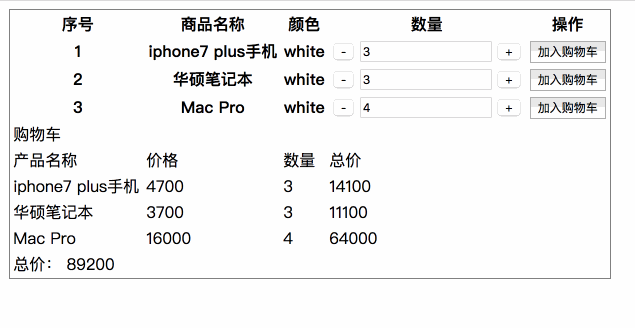 序号 商品名称 颜色 数量 操作
1 iphone7 plus手机 white - 3 + 加入购物车
2 华硕笔记本 white - 3 + 加入购物车
3 Mac Pro white - 4 + 加入购物车
购物车
产品名称 价格 数量 总价
iphone7 plus手机 4700 3 14100
华硕笔记本 3700 3 11100
Mac Pro 16000 4 64000
总价： 89200